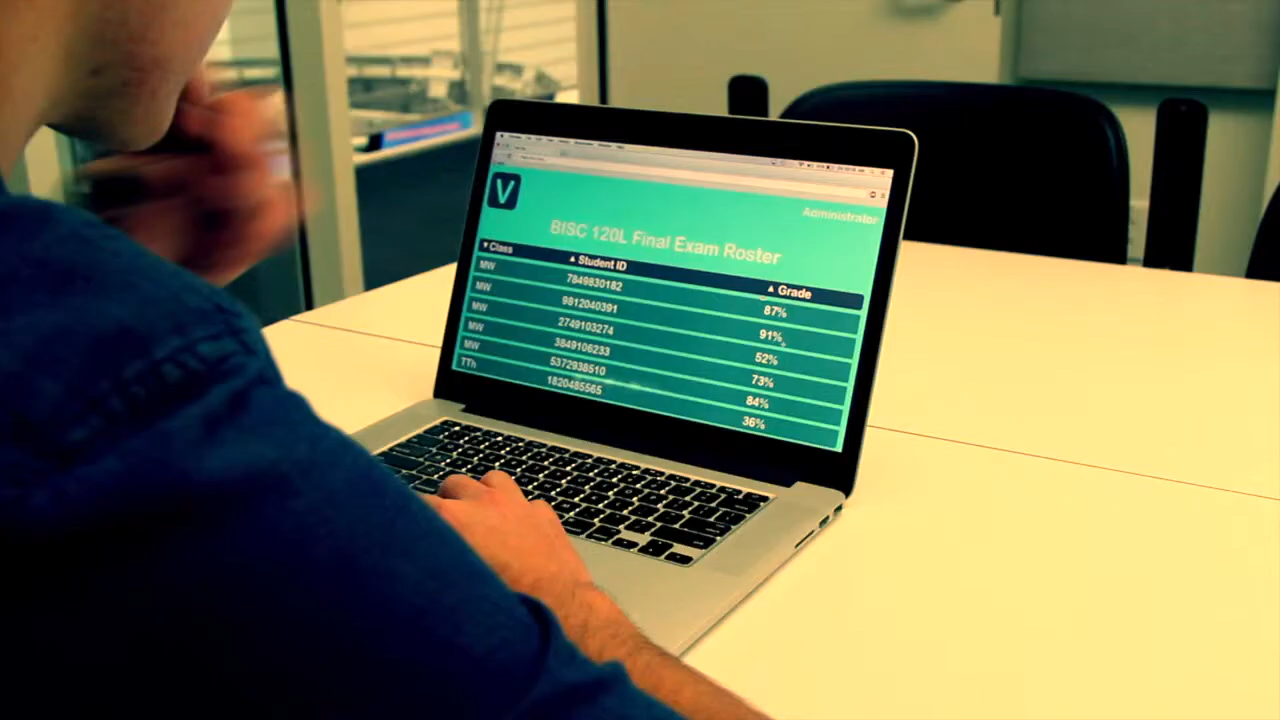 V
Administrator
BISC 120L Final Exam Roster
▼Class ▲ Student ID ▲ Grade
MW 7849830182 87%
MW 9812040391 91%
MW 2749103274 52%
MW 3849106233 73%
MW 5372938510 84%
TTh 1820485565 36%